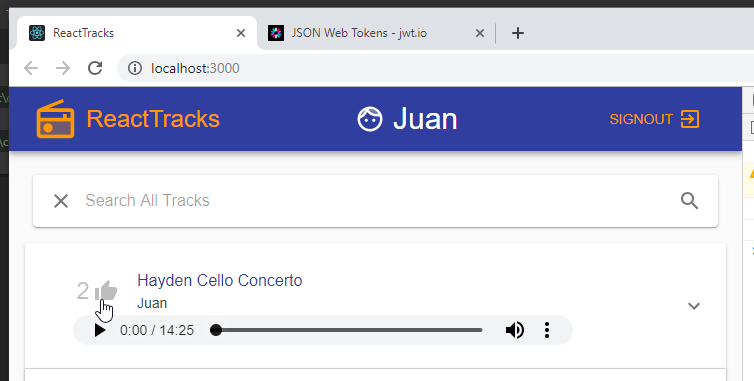 ReactTracks
JSON Web Tokens - jwt.io
localhost:3000
ReactTracks
Juan
SIGNOUT
Search All Tracks
2
Hayden Cello Concerto
Juan
0:00 / 14:25